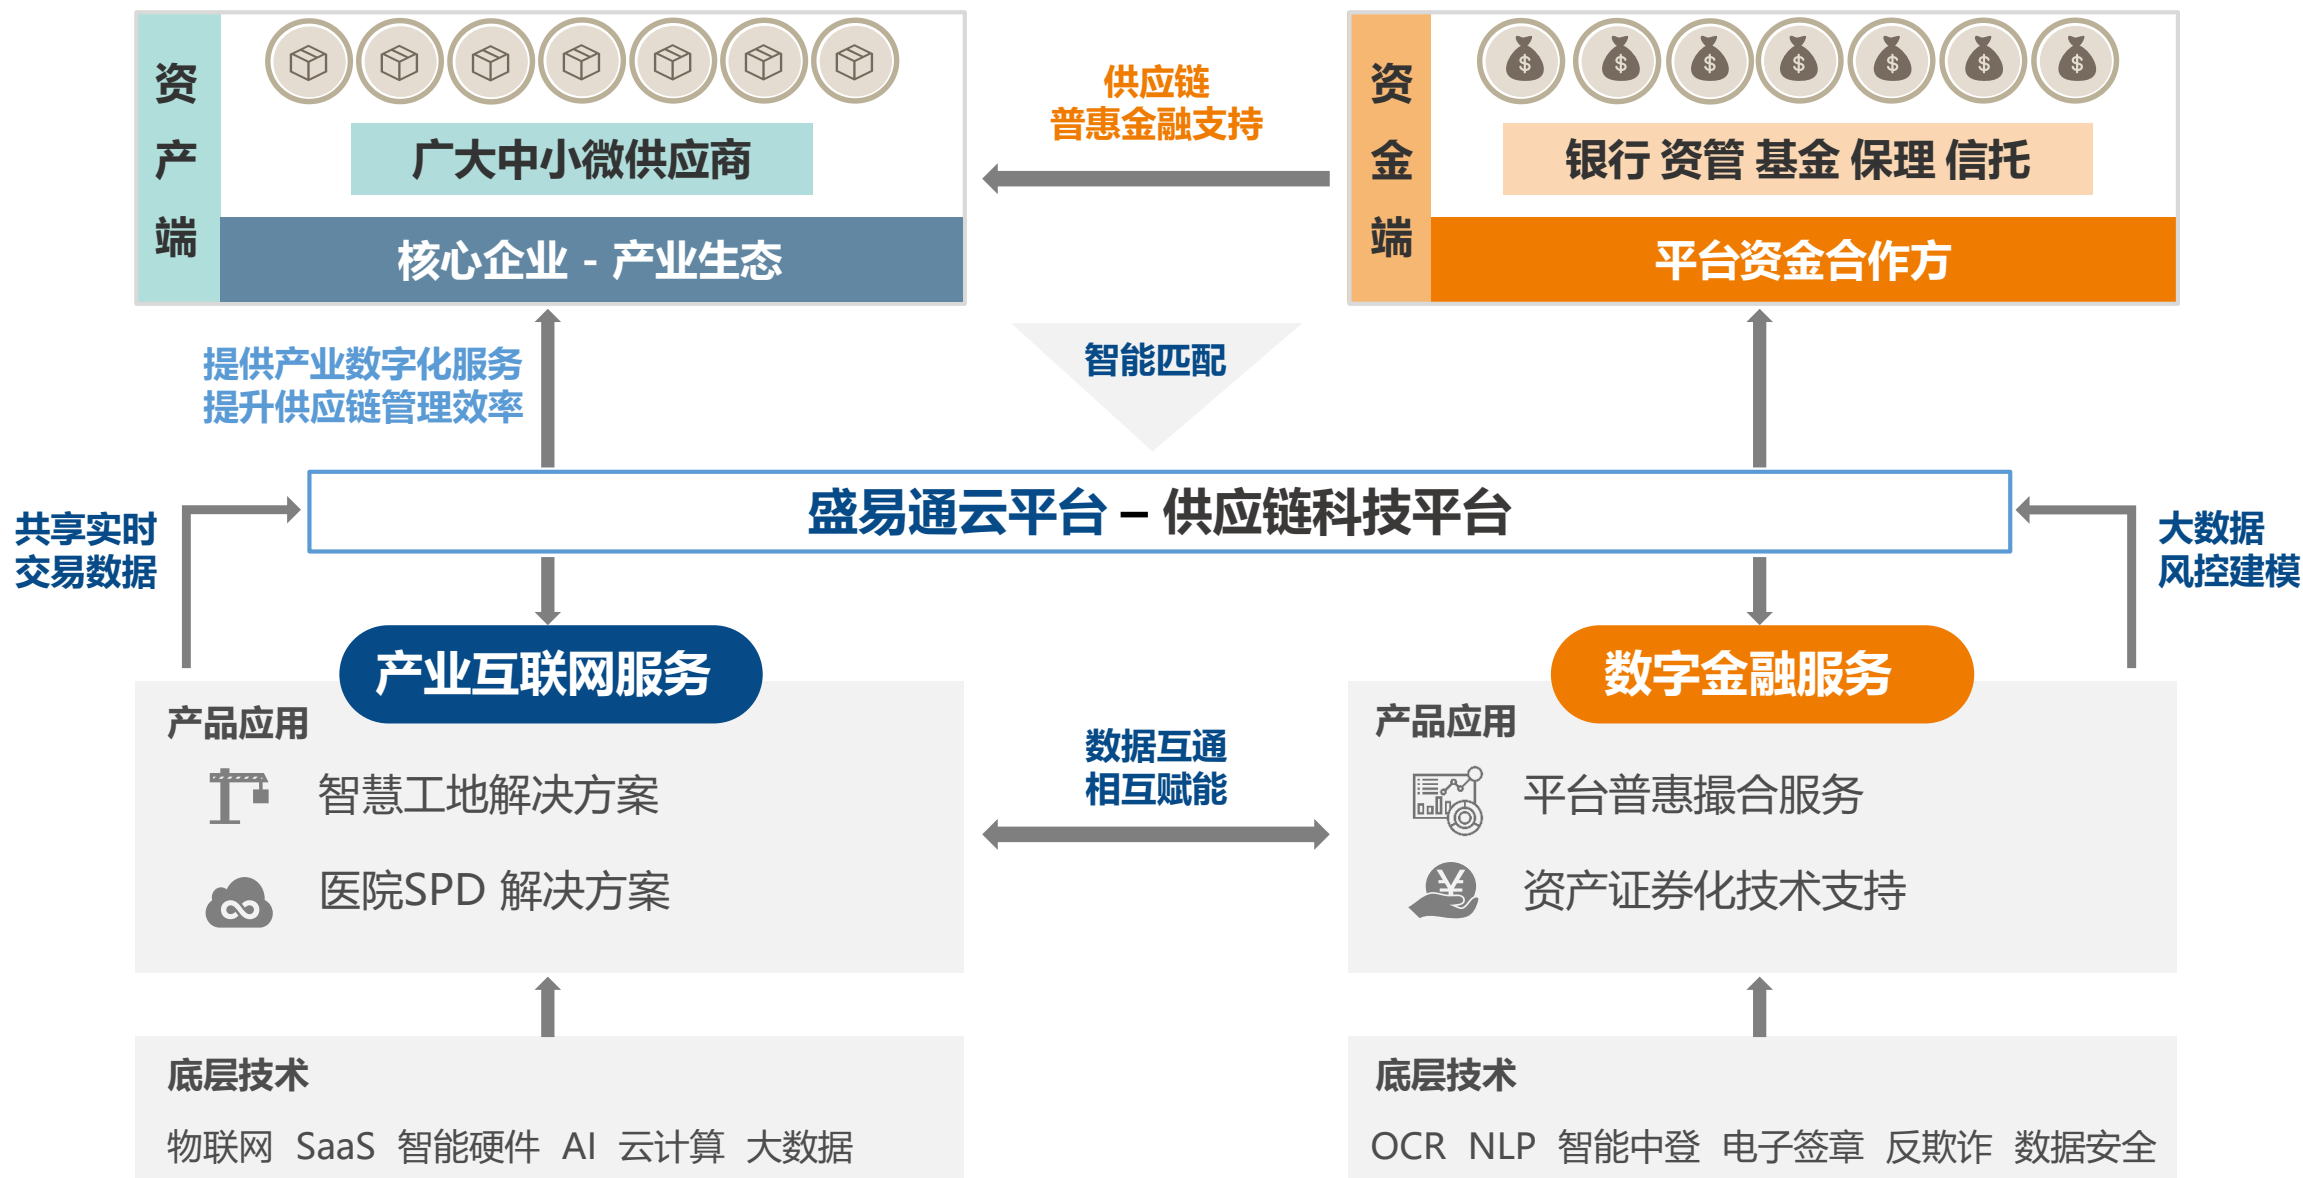 资产端
广大中小微供应商
核心企业 - 产业生态
供应链
普惠金融支持
资金端
银行 资管 基金 保理 信托
平台资金合作方
提供产业数字化服务
提升供应链管理效率
智能匹配
共享实时
交易数据
盛易通云平台 – 供应链科技平台
大数据
风控建模
产业互联网服务
产品应用
智慧工地解决方案
医院SPD 解决方案
数据互通
相互赋能
数字金融服务
产品应用
平台普惠撮合服务
资产证券化技术支持
底层技术
物联网 SaaS 智能硬件 AI 云计算 大数据
底层技术
OCR NLP 智能中登 电子签章 反欺诈 数据安全